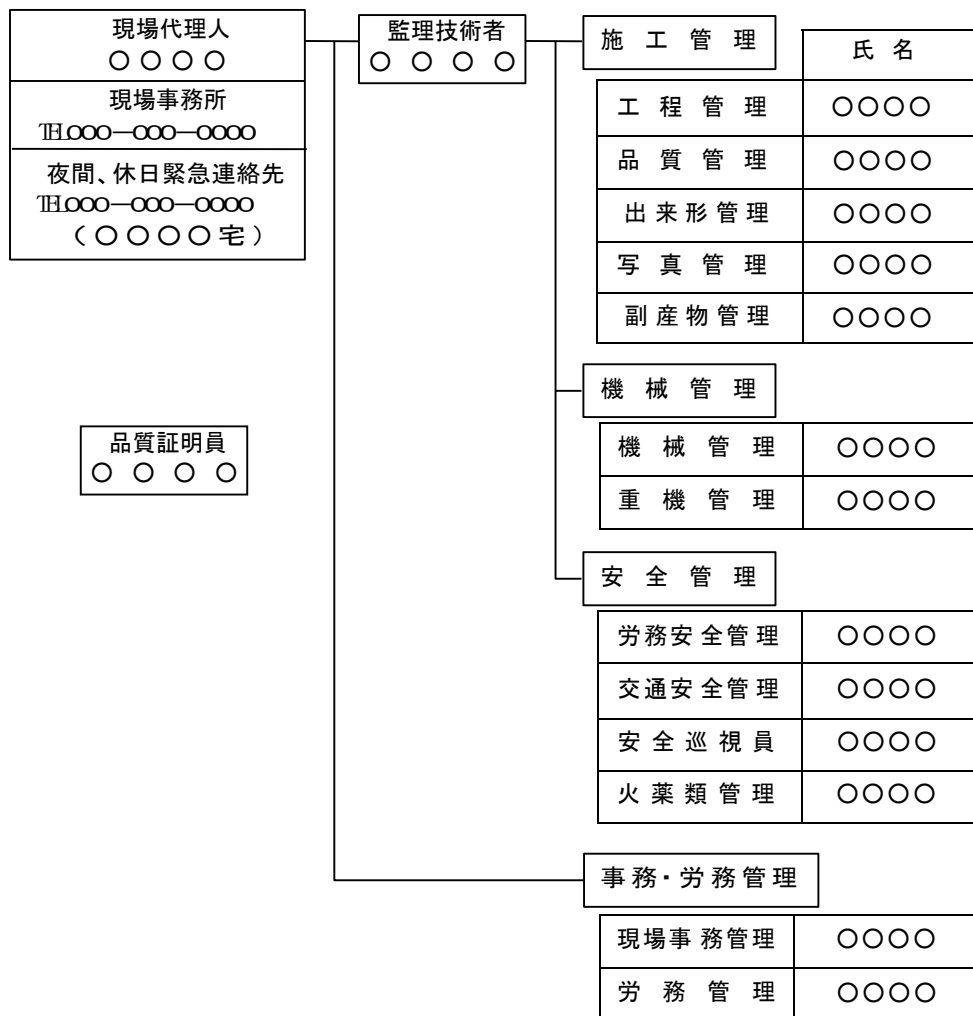 現場代理人
○○○○
現場事務所
TEL○○○―○○○―○○○○
夜間、休日緊急連絡先
TEL○○○―○○○―○○○○
（○○○○宅）
監理技術者
○○○○
品質証明員
○○○○
施工管理
氏名
工程管理 ○○○○
品質管理 ○○○○
出来形管理 ○○○○
写真管理 ○○○○
副産物管理 ○○○○
機械管理
機械管理 ○○○○
重機管理 ○○○○
安全管理
労務安全管理 ○○○○
交通安全管理 ○○○○
安全巡視員 ○○○○
火薬類管理 ○○○○
事務・労務管理
現場事務管理 ○○○○
労務管理 ○○○○